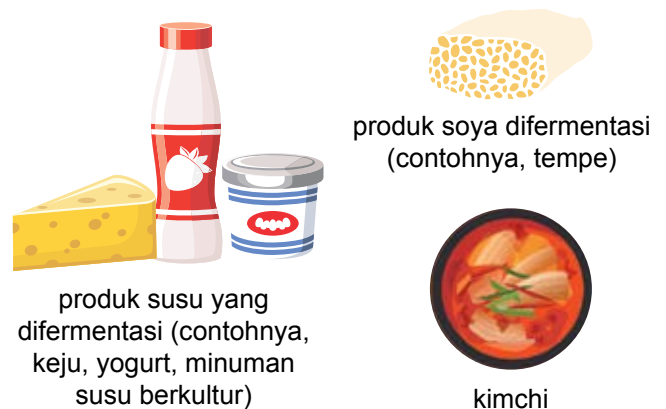 produk susu yang
difermentasi (contohnya,
keju, yogurt, minuman
susu berkultur)
produk soya difermentasi
(contohnya, tempe)
kimchi